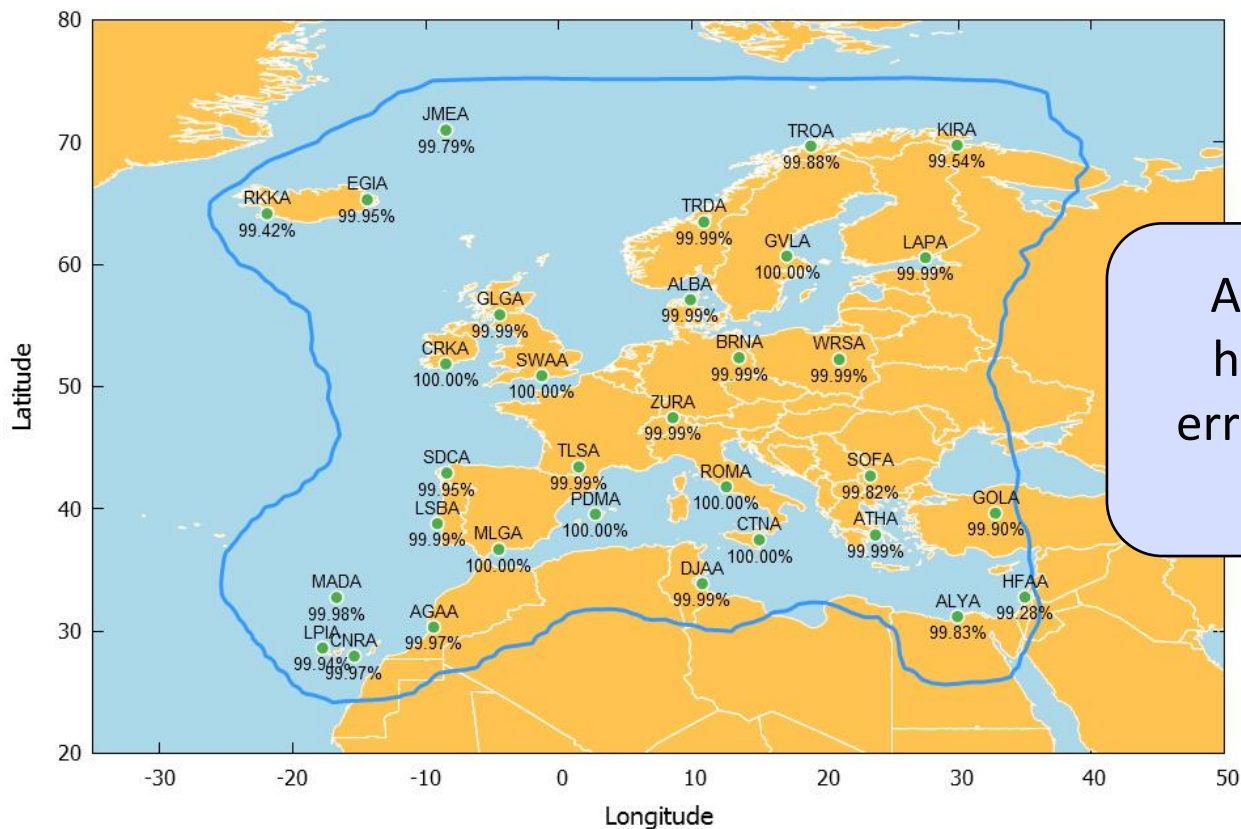 80
70
60
50
40
30
20
Latitude
-30
-20
-10
0
10
20
30
40
50
Longitude
JMEA
99.79%
TROA
99.88%
KIRA
99.54%
RKKA
99.42%
EGIA
99.95%
TRDA
99.99%
GVLA
100.00%
LAPA
99.99%
ALBA
99.99%
GLGA
99.99%
CRKA
100.00%
SWAA
100.00%
BRNA
99.99%
WRSA
99.99%
ZURA
99.99%
SDCA
99.95%
TLSA
99.99%
PDMA
100.00%
ROMA
100.00%
SOFA
99.82%
GOLA
99.90%
LSBA
99.99%
MLGA
100.00%
CTNA
100.00%
ATHA
99.99%
MADA
99.98%
AGAA
99.97%
DJAA
99.99%
ALYA
99.83%
HFAA
99.28%
LPIA
99.94%
CNRA
99.97%
A
h
err